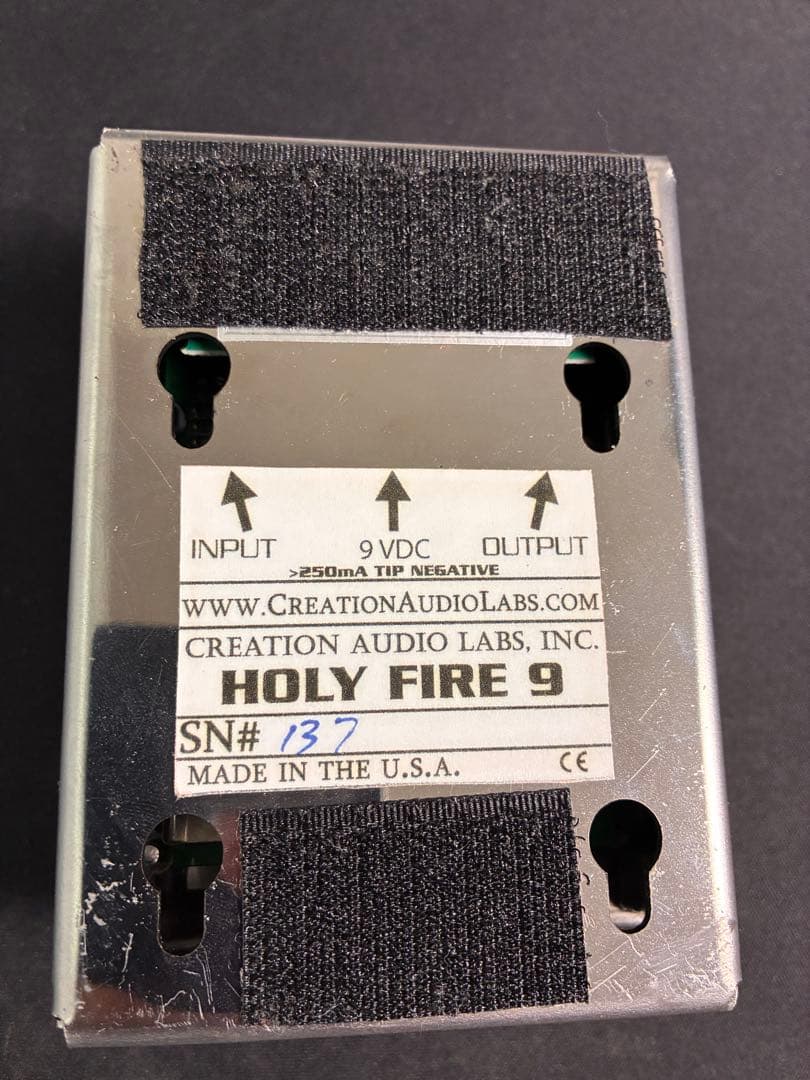 INPUT 9 VDC OUTPUT
>250mA TIP NEGATIVE
WWW.CREATIONAUDIOLABS.COM
CREATION AUDIO LABS, INC.
HOLY FIRE 9
SN# 137
MADE IN THE U.S.A. CE